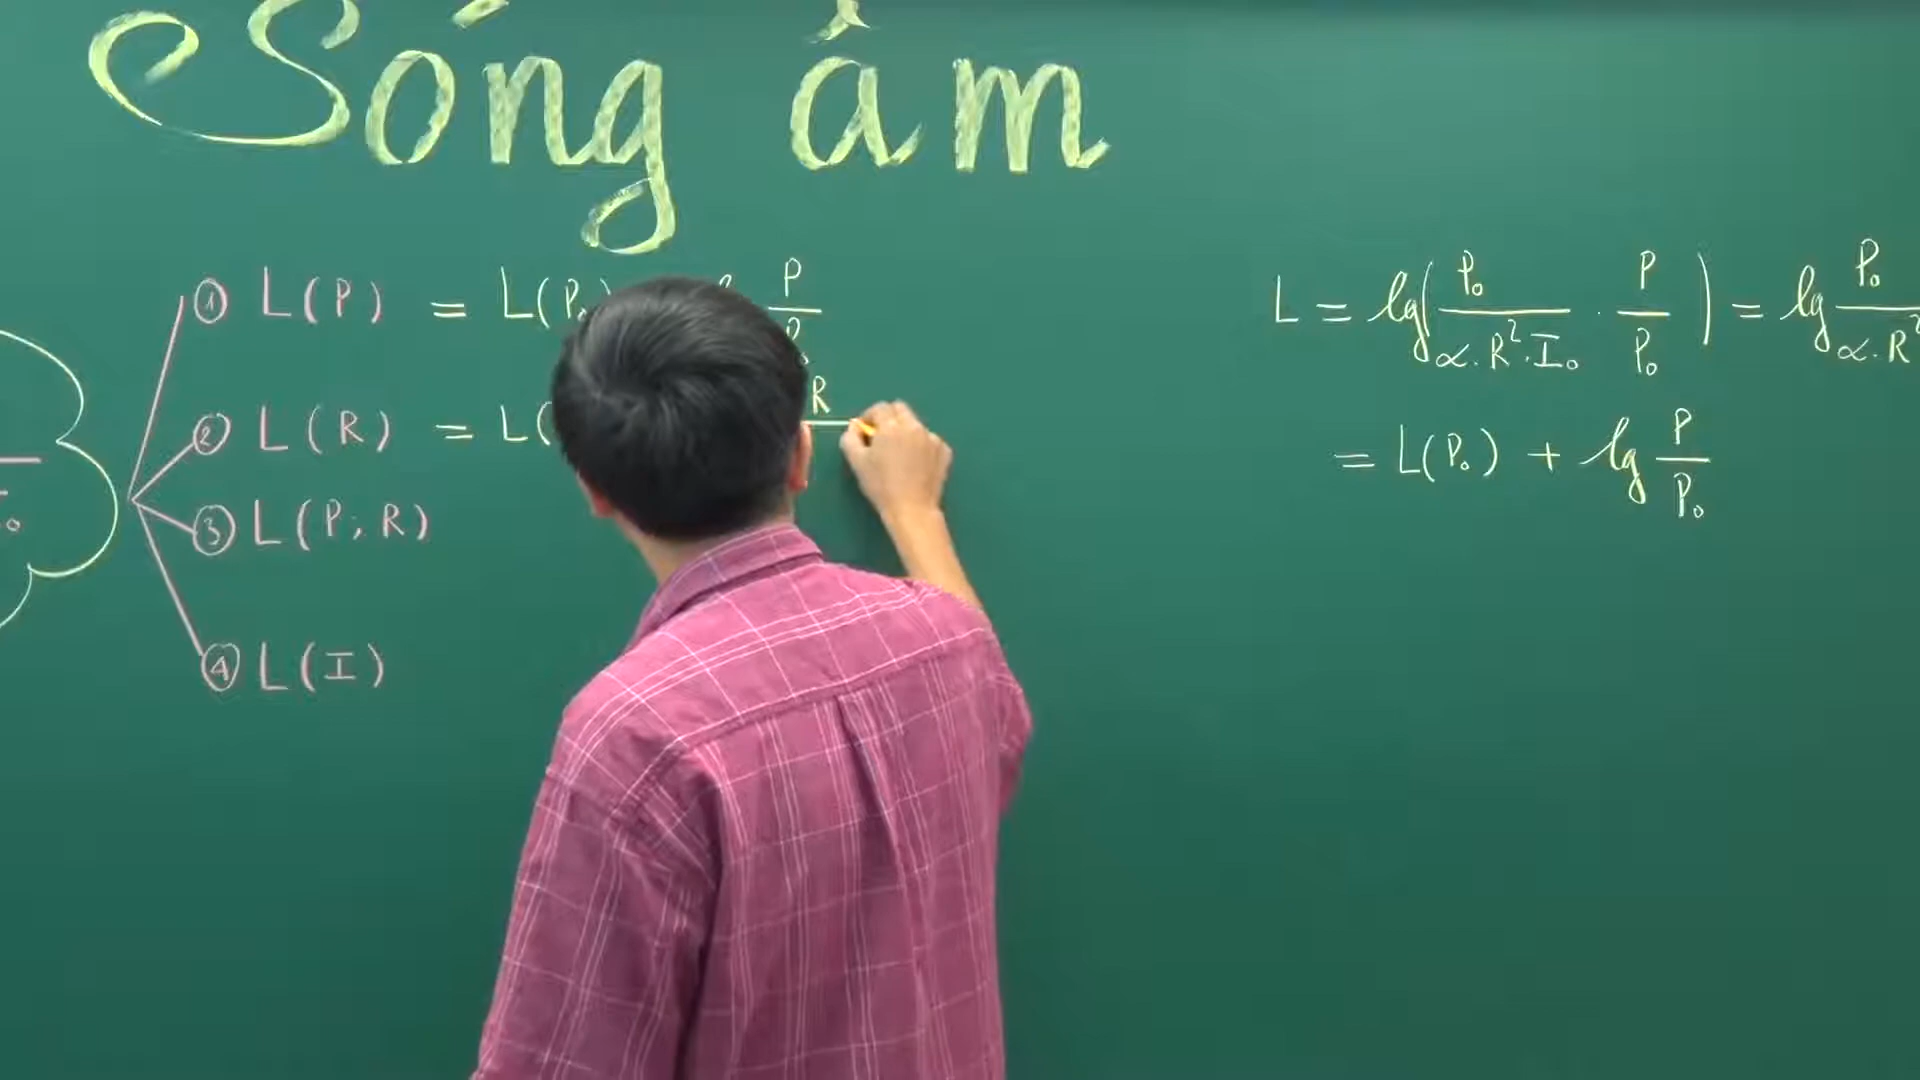 Sóng âm
① L(P) = L(P₀) P/P₀
② L(R) = L( R
③ L(P; R)
④ L(I)
L = lg(P₀/α.R².I₀ . P/P₀) = lg P₀/α.R²
= L(P₀) + lg P/P₀